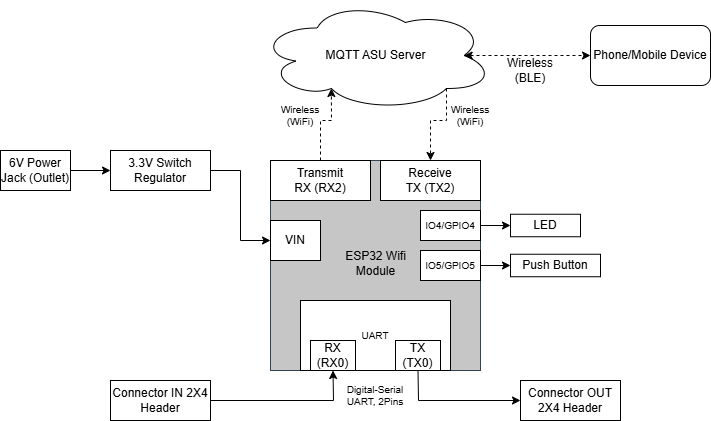 MQTT ASU Server
Phone/Mobile Device
Wireless
(BLE)
Wireless
(WiFi)
Wireless
(WiFi)
6V Power
Jack (Outlet)
3.3V Switch
Regulator
Transmit
RX (RX2)
Receive
TX (TX2)
VIN
IO4/GPIO4
LED
ESP32 Wifi
Module
IO5/GPIO5
Push Button
UART
RX
(RX0)
TX
(TX0)
Connector IN 2X4
Header
Digital-Serial
UART, 2Pins
Connector OUT
2X4 Header